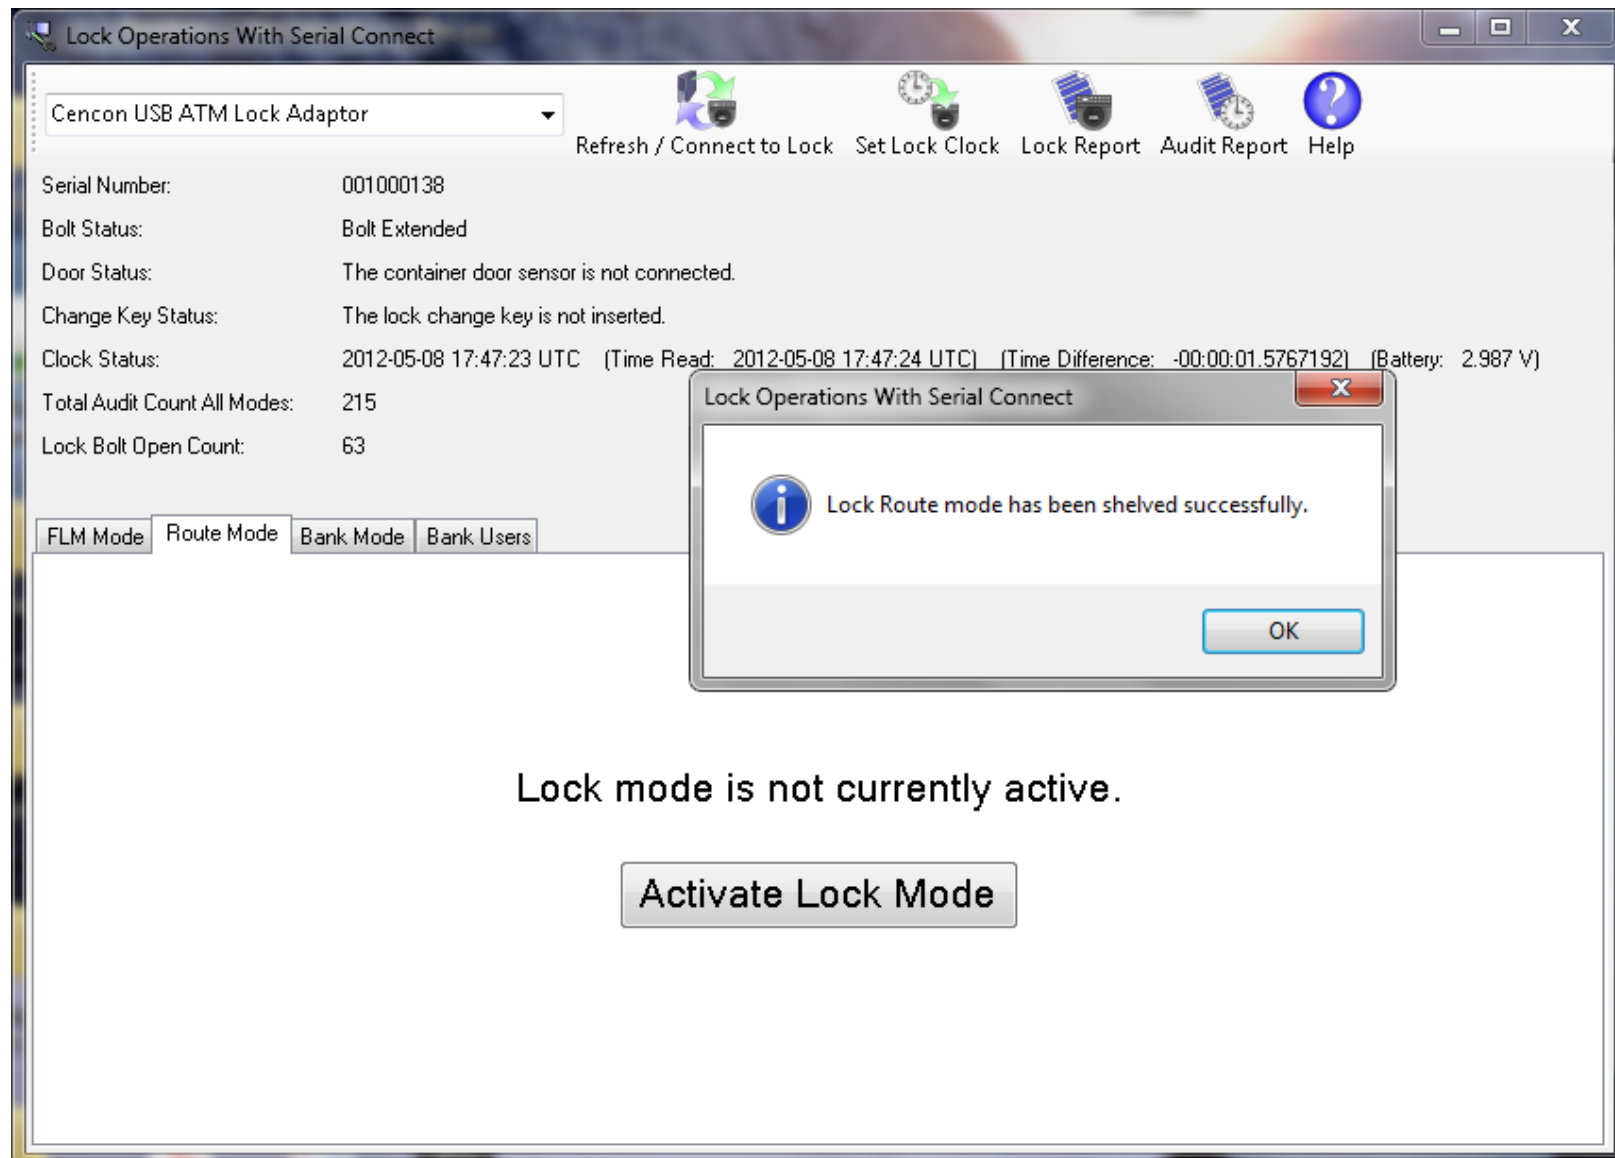 Lock Operations With Serial Connect
Cencon USB ATM Lock Adaptor
Refresh / Connect to Lock Set Lock Clock Lock Report Audit Report Help
Serial Number: 001000138
Bolt Status: Bolt Extended
Door Status: The container door sensor is not connected.
Change Key Status: The lock change key is not inserted.
Clock Status: 2012-05-08 17:47:23 UTC (Time Read: 2012-05-08 17:47:24 UTC) (Time Difference: -00:00:01.5767192) (Battery: 2.987 V)
Total Audit Count All Modes: 215
Lock Bolt Open Count: 63
Lock Operations With Serial Connect
Lock Route mode has been shelved successfully.
OK
FLM Mode Route Mode Bank Mode Bank Users
Lock mode is not currently active.
Activate Lock Mode